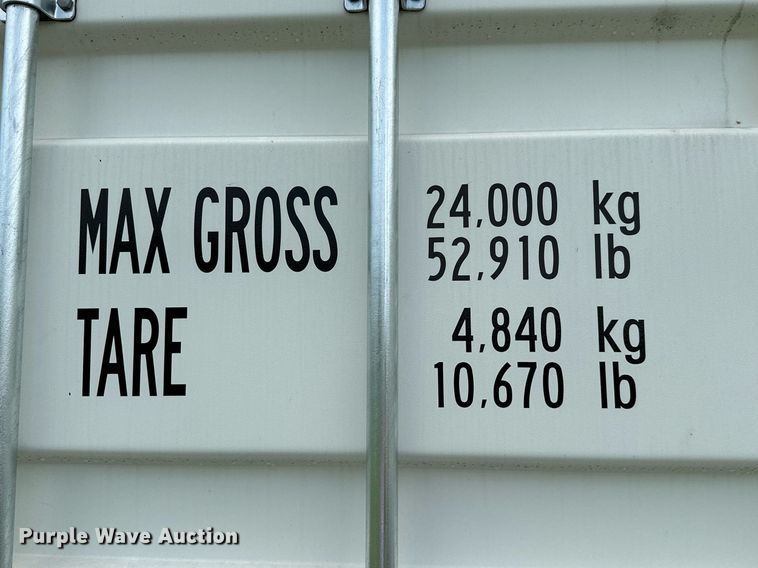 MAX GROSS 24,000 kg
52,910 lb
TARE 4,840 kg
10,670 lb
Purple Wave Auction